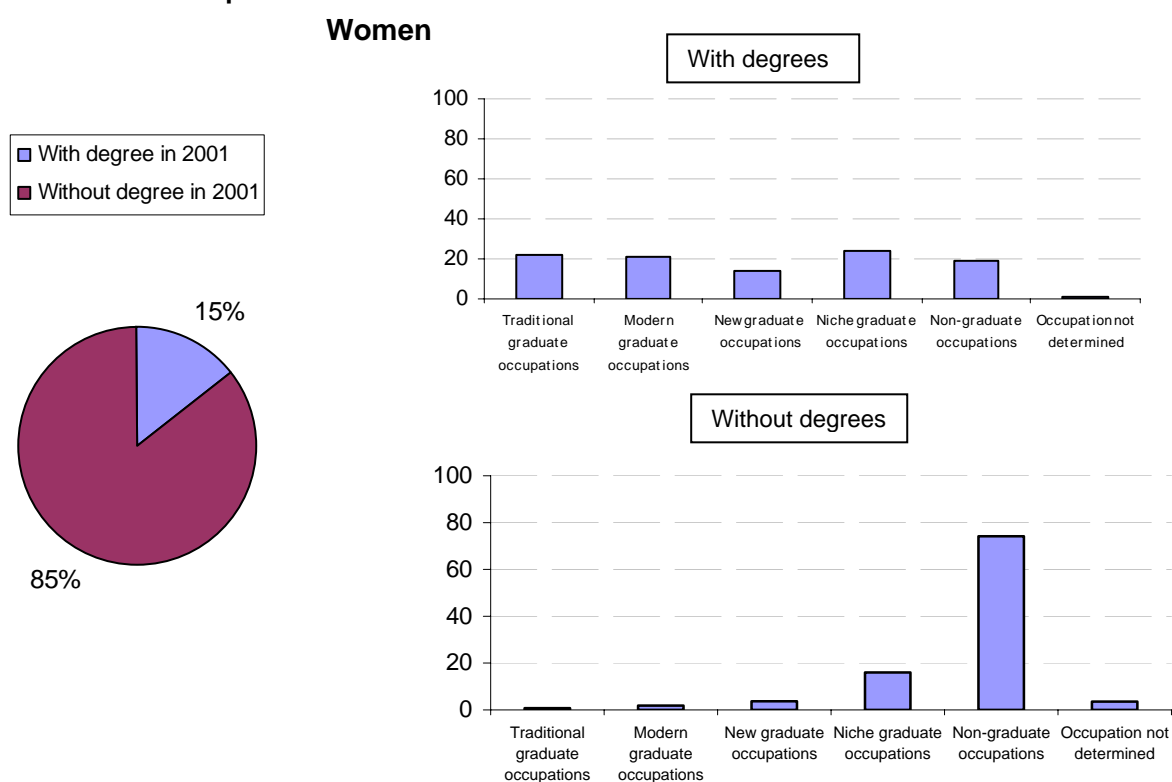 Women
With degree in 2001
Without degree in 2001
15%
85%
With degrees
100
80
60
40
20
0
Traditional
graduate
occupations
Modern
graduate
occupations
New graduate
occupations
Niche graduate
occupations
Non-graduate
occupations
Occupation not
determined
Without degrees
100
80
60
40
20
0
Traditional
graduate
occupations
Modern
graduate
occupations
New graduate
occupations
Niche graduate
occupations
Non-graduate
occupations
Occupation not
determined